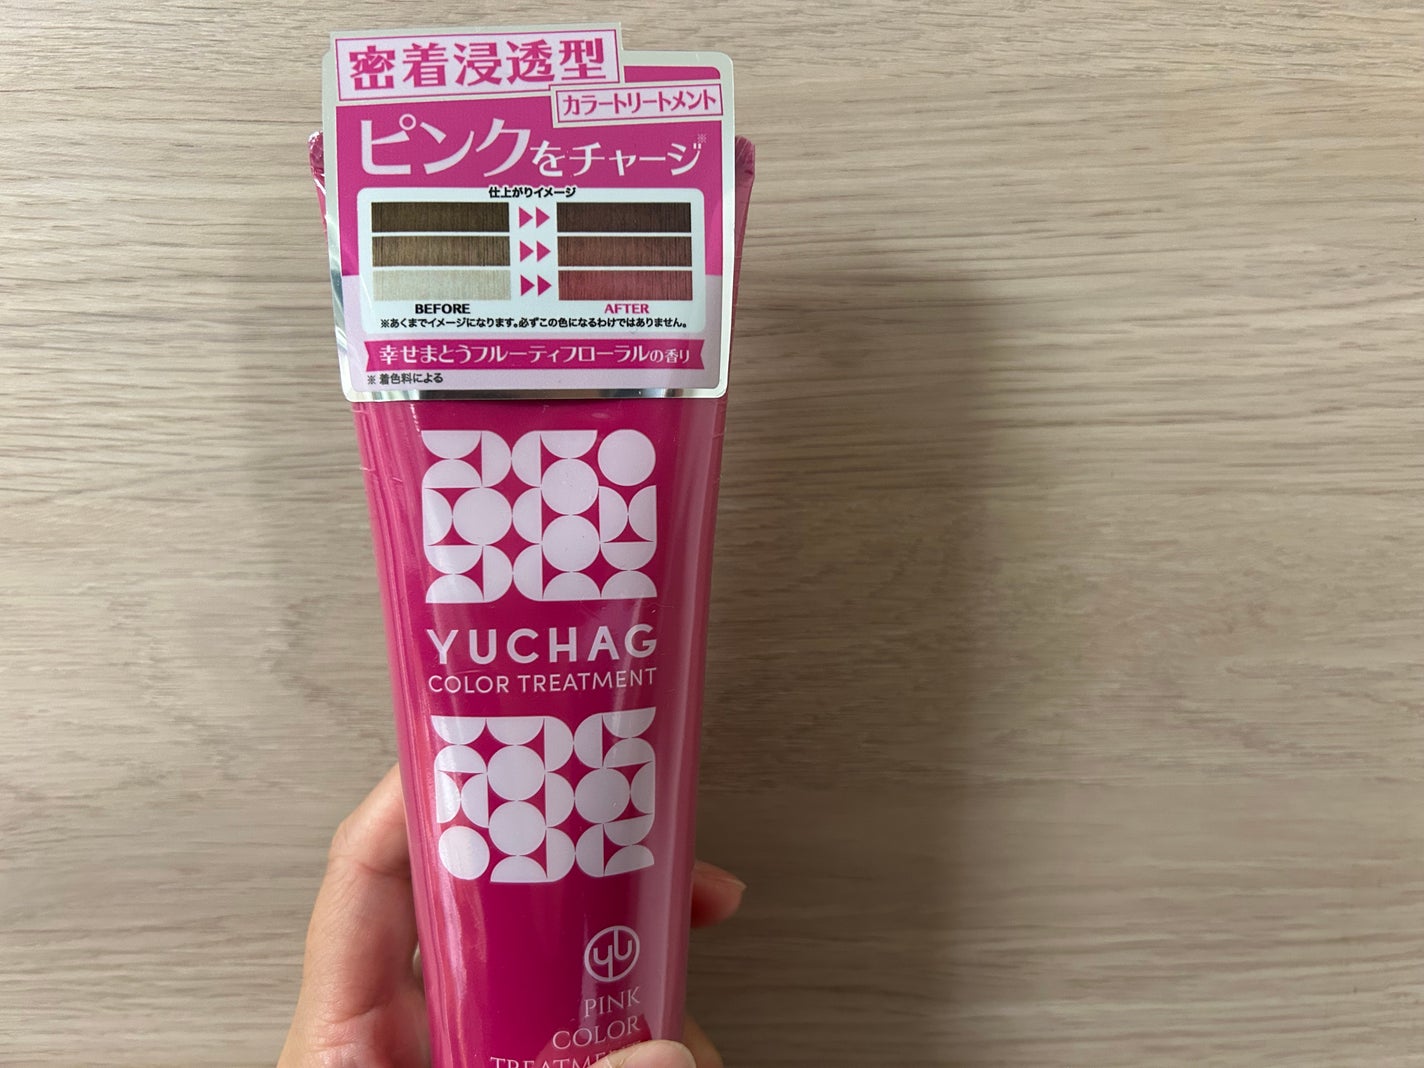 密着浸透型
カラートリートメント
ピンクをチャージ※
仕上がりイメージ
BEFORE
AFTER
※あくまでイメージになります。必ずこの色になるわけではありません。
幸せまとうフルーティフローラルの香り
※ 着色料による
YUCHAG
COLOR TREATMENT
yu
PINK
COLOR
TREATMENT